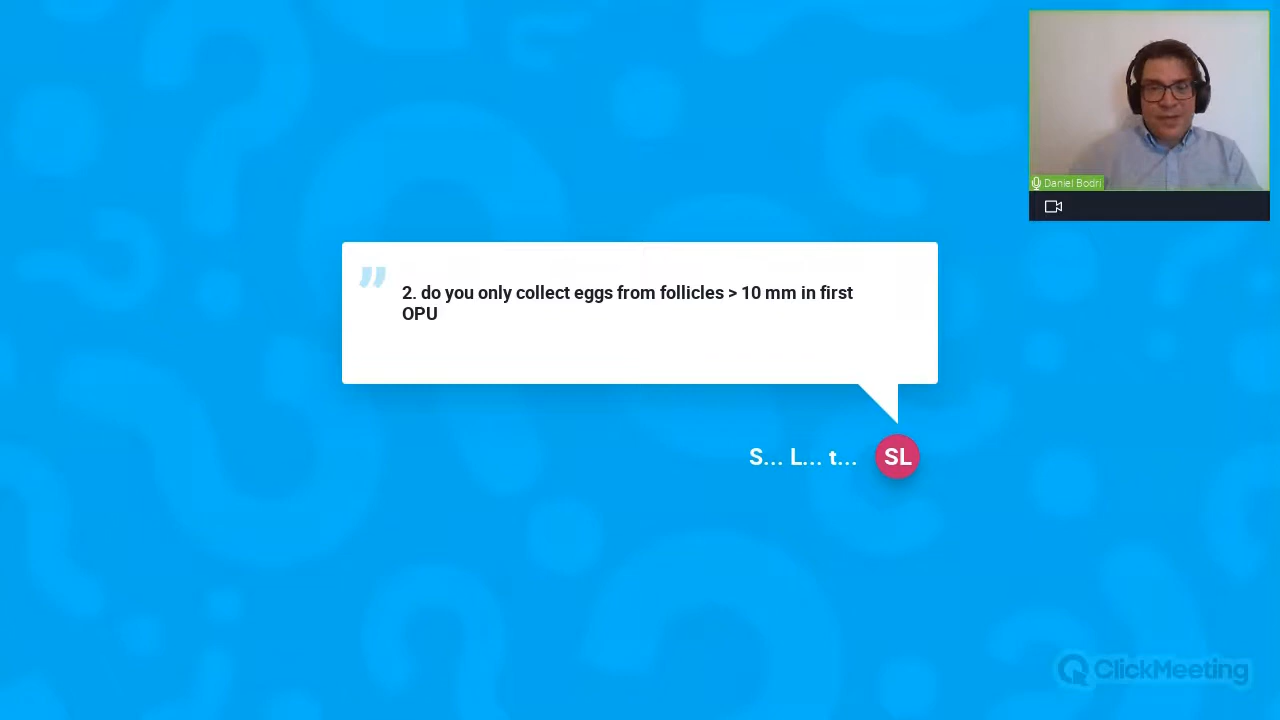 Daniel Bodri
2. do you only collect eggs from follicles > 10 mm in first
OPU
S... L... t...
SL
ClickMeeting